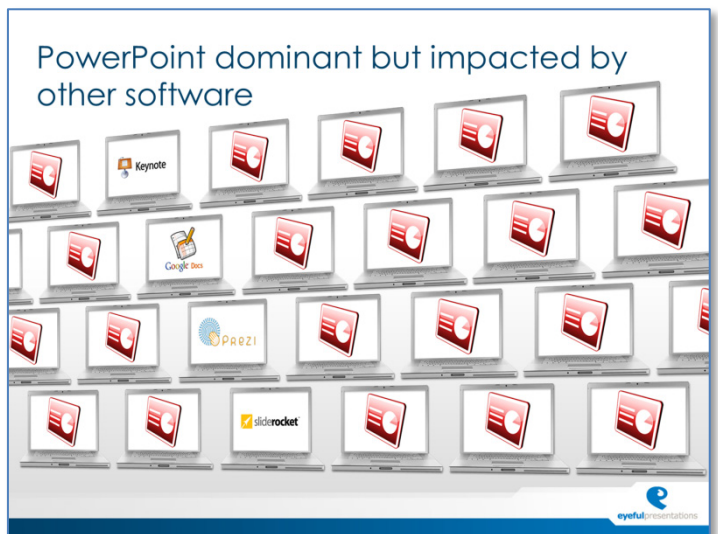 PowerPoint dominant but impacted by
other software
Keynote
Google Docs
PREZI
sliderocket
eyefulpresentations